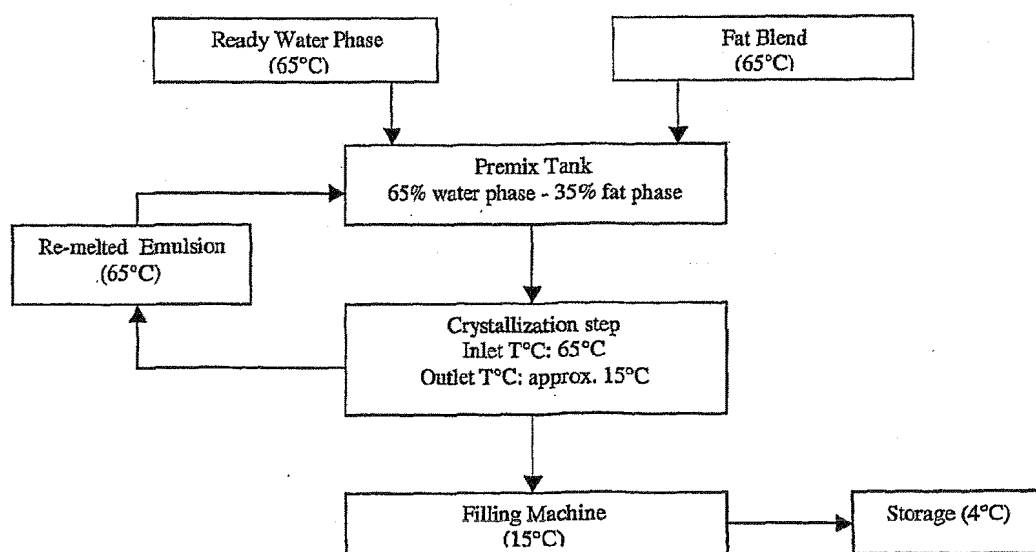 Ready Water Phase
(65°C)
Fat Blend
(65°C)
Premix Tank
65% water phase - 35% fat phase
Re-melted Emulsion
(65°C)
Crystallization step
Inlet T°C: 65°C
Outlet T°C: approx. 15°C
Filling Machine
(15°C)
Storage (4°C)